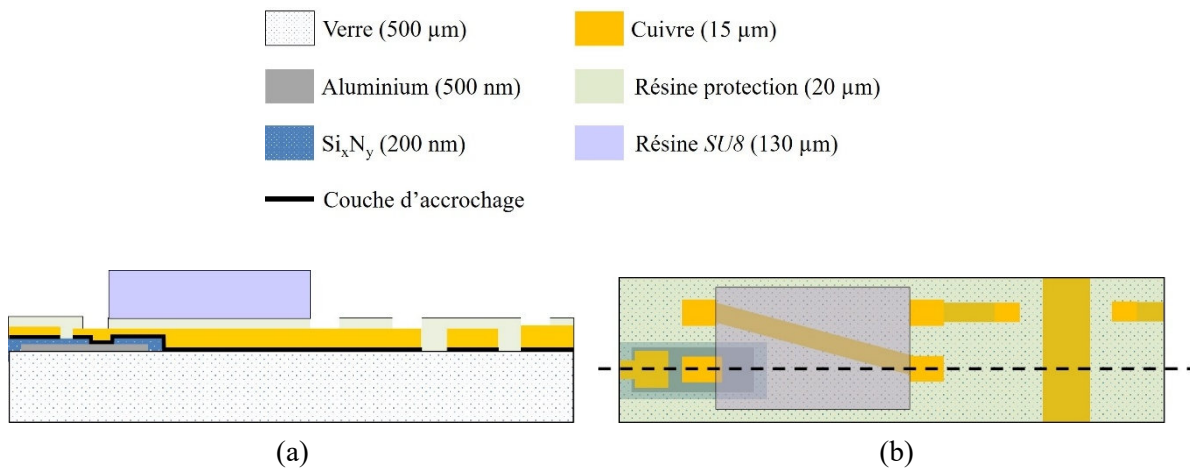 Verre (500 µm)
Cuivre (15 µm)
Aluminium (500 nm)
Résine protection (20 µm)
SixNy (200 nm)
Résine SU8 (130 µm)
Couche d’accrochage
(a)
(b)